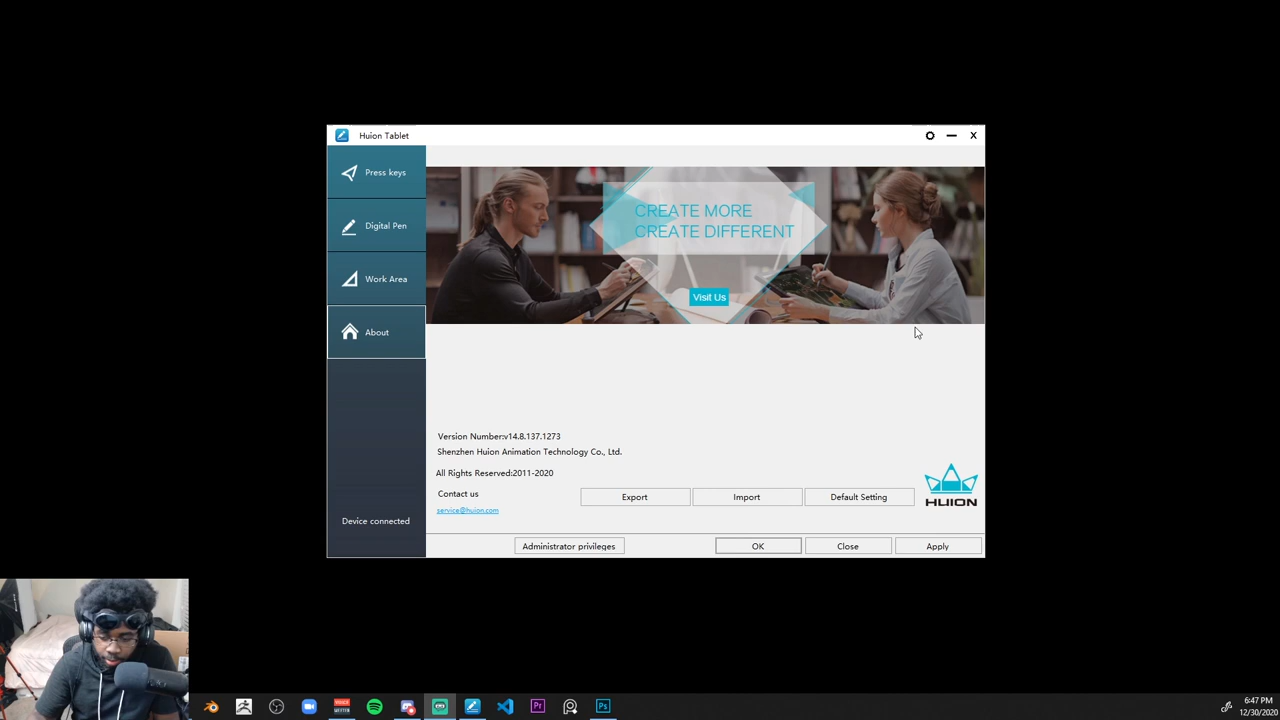 Huion Tablet
X
Press keys
Digital Pen
Work Area
About
Device connected
CREATE MORE
CREATE DIFFERENT
Visit Us
Version Number:v14.8.137.1273
Shenzhen Huion Animation Technology Co., Ltd.
All Rights Reserved:2011-2020
Contact us
service@huion.com
Export
Import
Default Setting
HUION
Administrator privileges
OK
Close
Apply
Pr
Ps
6:47 PM
12/30/2020